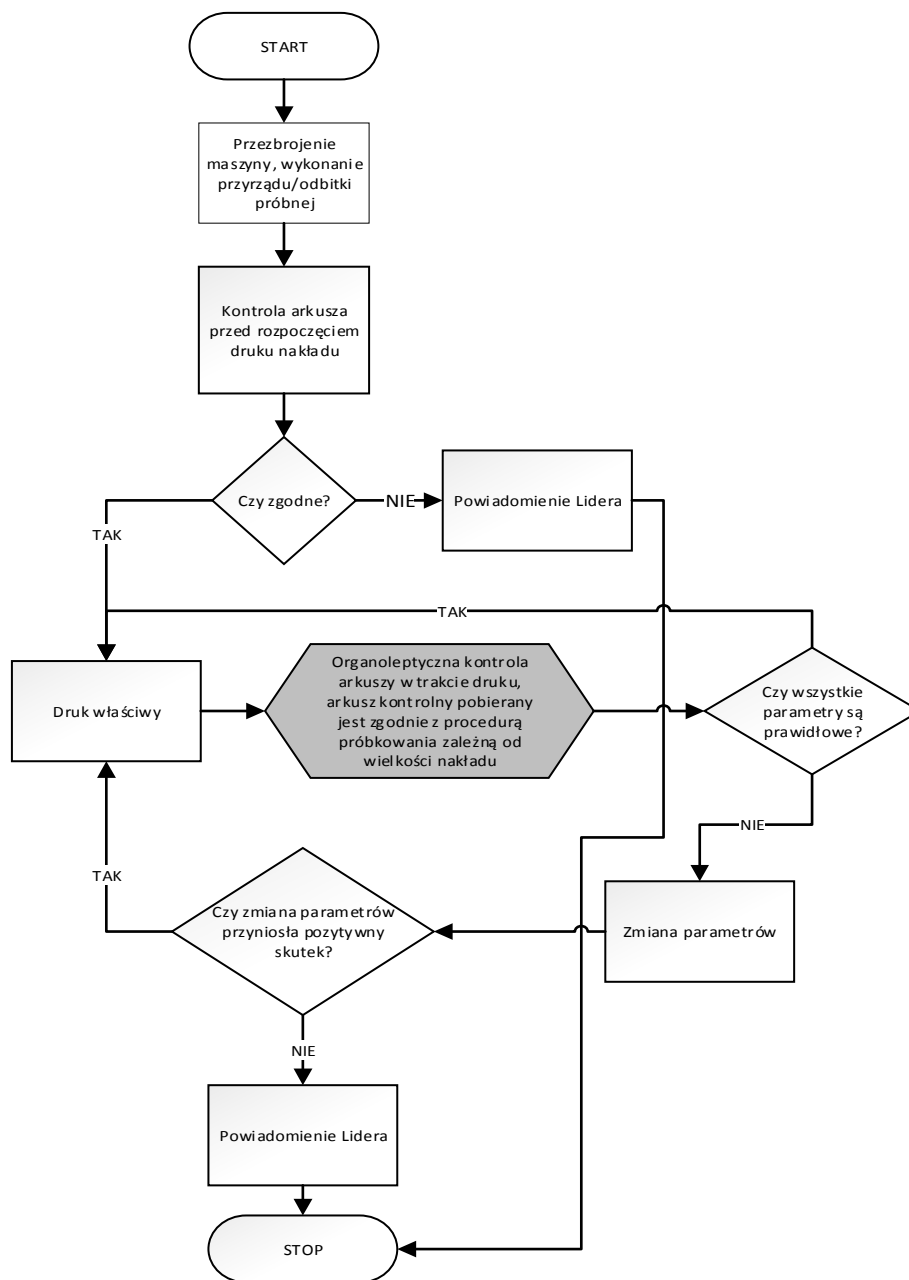 START
Przezbrojenie
maszyny, wykonanie
przyrządu/odbitki
próbnej
Kontrola arkusza
przed rozpoczęciem
druku nakładu
Czy zgodne?
NIE
Powiadomienie Lidera
TAK
TAK
Druk właściwy
Organoleptyczna kontrola
arkuszy w trakcie druku,
arkusz kontrolny pobierany
jest zgodnie z procedurą
próbkowania zależną od
wielkości nakładu
Czy wszystkie
parametry są
prawidłowe?
NIE
Zmiana parametrów
Czy zmiana parametrów
przyniosła pozytywny
skutek?
TAK
NIE
Powiadomienie Lidera
STOP